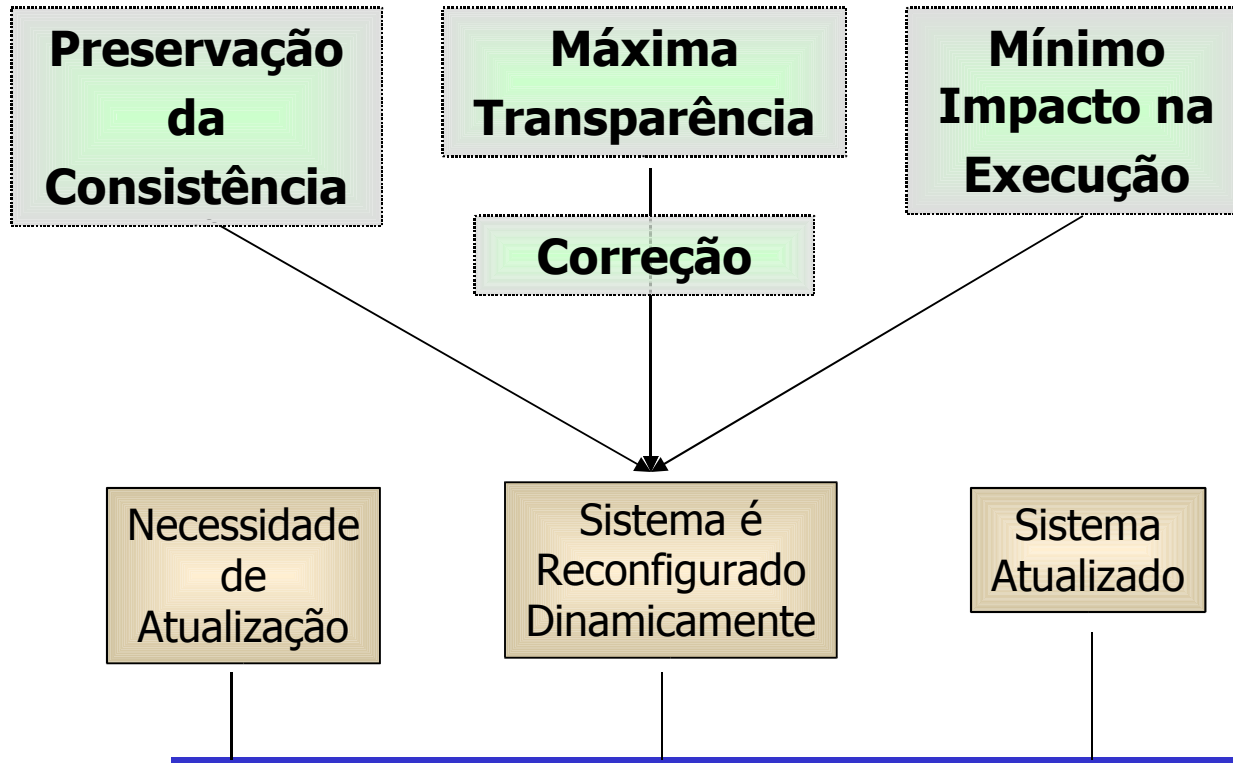 Preservação
da
Consistência
Máxima
Transparência
Mínimo
Impacto na
Execução
Correção
Necessidade
de
Atualização
Sistema é
Reconfigurado
Dinamicamente
Sistema
Atualizado